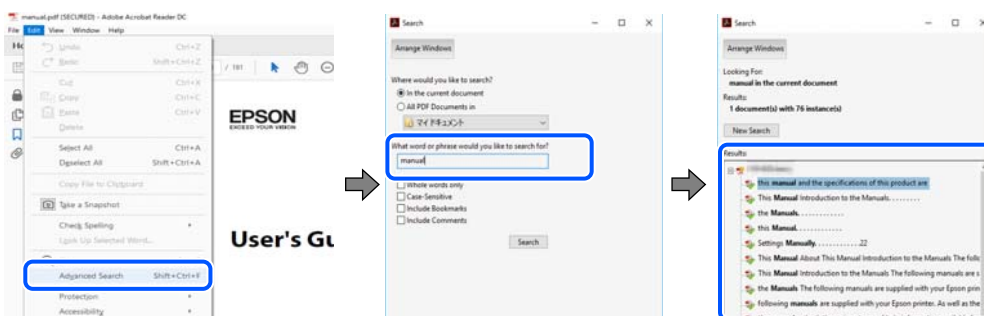 manual.pdf (SECURED) - Adobe Acrobat Reader DC
File Edit View Window Help
Undo Ctrl+Z
Redo Shift+Ctrl+Z
Cut Ctrl+X
Copy Ctrl+C
Paste Ctrl+V
Delete
Select All Ctrl+A
Deselect All Shift+Ctrl+A
Copy File to Clipboard
Take a Snapshot
Check Spelling
Look Up Selected Word...
Advanced Search Shift+Ctrl+F
Protection
Accessibility
/ 181
EPSON
EXCEED YOUR VISION
User's Gu
Search
Arrange Windows
Where would you like to search?
In the current document
All PDF Documents in
マイ ドキュメント
What word or phrase would you like to search for?
manual
Whole words only
Case-Sensitive
Include Bookmarks
Include Comments
Search
Search
Arrange Windows
Looking For:
manual in the current document
Results:
1 document(s) with 76 instance(s)
New Search
Results:
this manual and the specifications of this product are
This Manual Introduction to the Manuals. . . . . . . . .
the Manuals. . . . . . . . . . . . .
this Manual. . . . . . . . . . . . .
Settings Manually. . . . . . . . . . . . .22
This Manual About This Manual Introduction to the Manuals The follo
This Manual Introduction to the Manuals The following manuals are s
the Manuals The following manuals are supplied with your Epson prin
following manuals are supplied with your Epson printer. As well as the